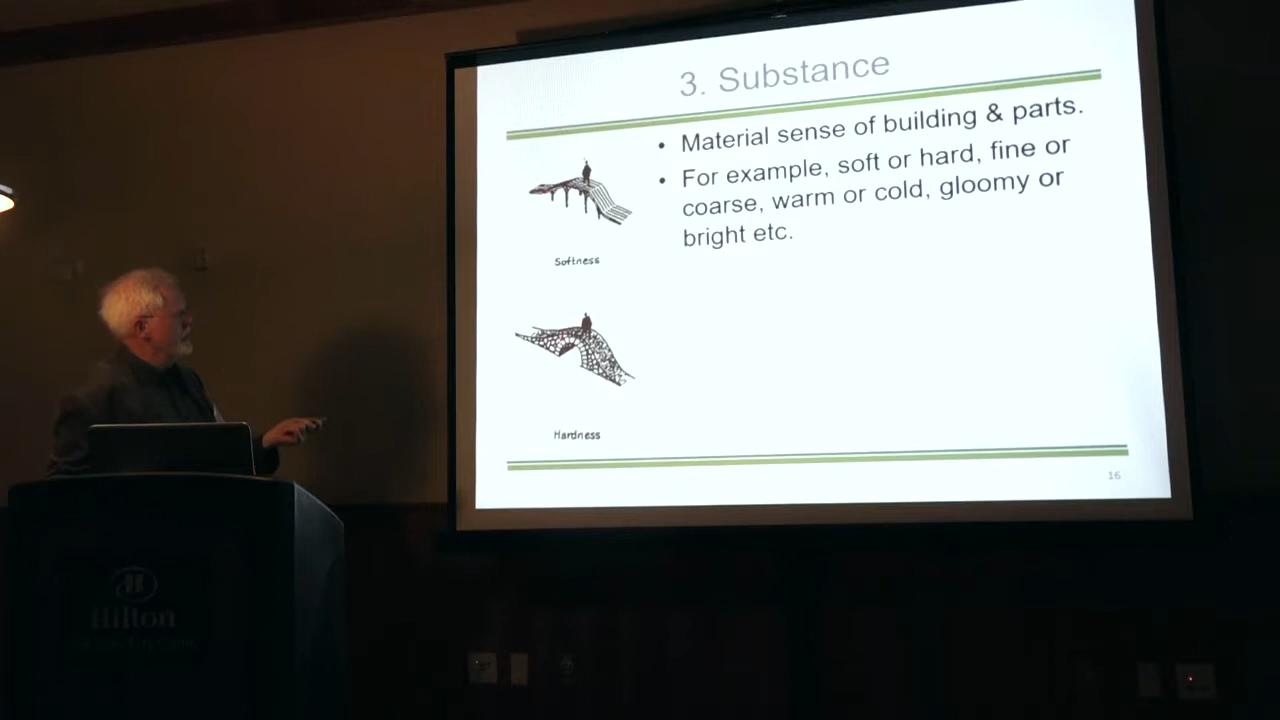 3. Substance
• Material sense of building & parts.
• For example, soft or hard, fine or
coarse, warm or cold, gloomy or
bright etc.
Softness
Hardness
16
H
Hilton